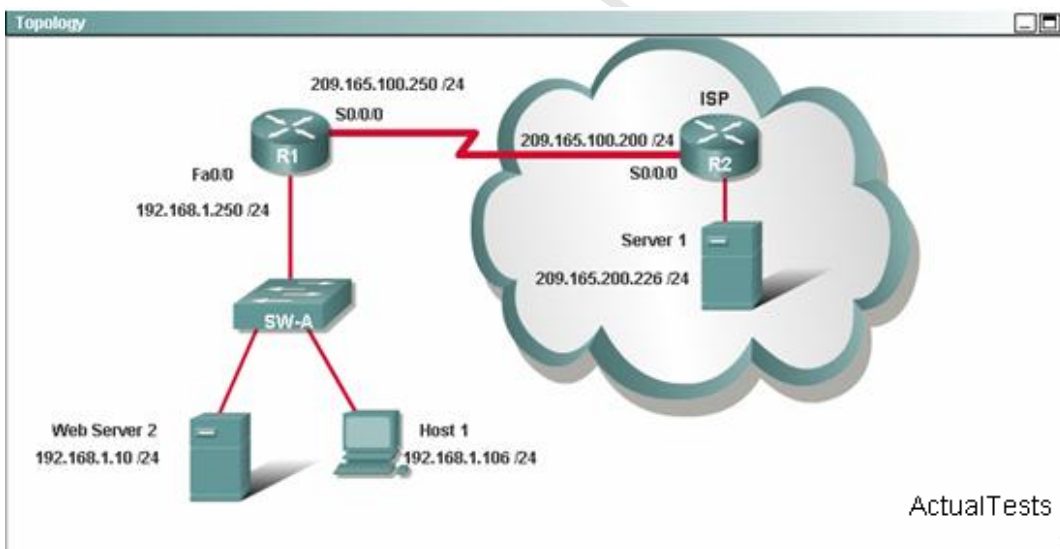 Topology
209.165.100.250 /24
S0/0/0
ISP
209.165.100.200 /24
R1
R2
S0/0/0
Fa0/0
192.168.1.250 /24
Server 1
209.165.200.226 /24
SW-A
Web Server 2
Host 1
192.168.1.10 /24
192.168.1.106 /24
ActualTests